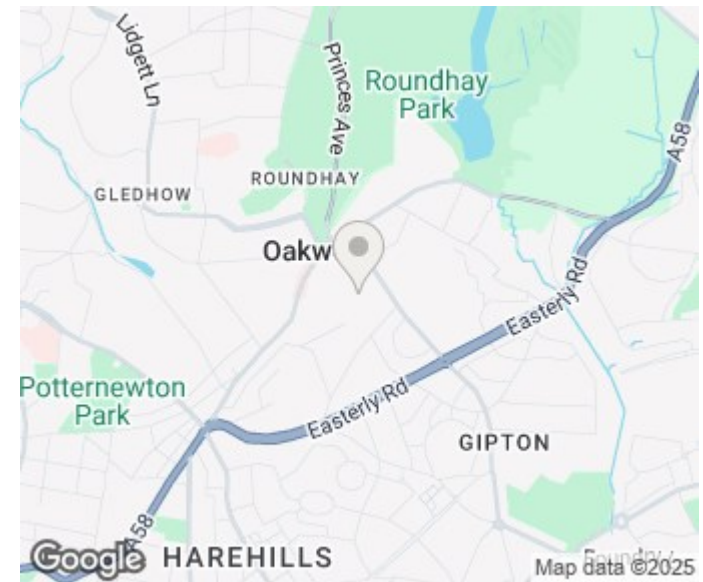 Lidgett Ln
Princes Ave
Roundhay
Park
A58
ROUNDHAY
GLEDHOW
Oakw
Easterly Rd
Potternewton
Park
Easterly Rd
GIPTON
A58
Google
HAREHILLS
Map data ©2025